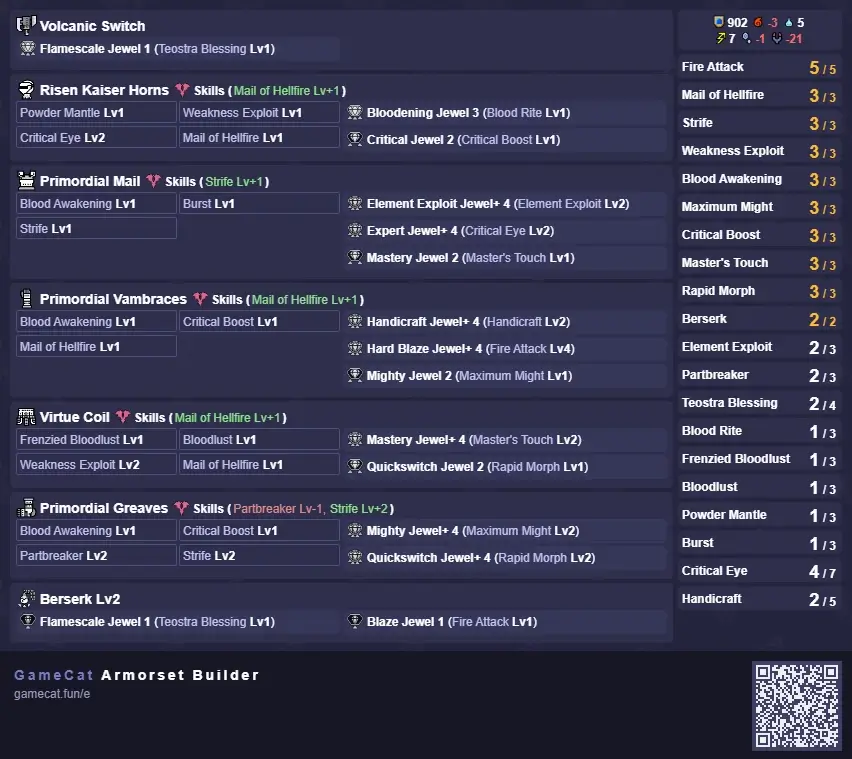 Volcanic Switch
Flamescale Jewel 1 (Teostra Blessing Lv1)
Risen Kaiser Horns Skills (Mail of Hellfire Lv+1)
Powder Mantle Lv1 Weakness Exploit Lv1 Bloodening Jewel 3 (Blood Rite Lv1)
Critical Eye Lv2 Mail of Hellfire Lv1 Critical Jewel 2 (Critical Boost Lv1)
Primordial Mail Skills (Strife Lv+1)
Blood Awakening Lv1 Burst Lv1 Element Exploit Jewel+ 4 (Element Exploit Lv2)
Strife Lv1 Expert Jewel+ 4 (Critical Eye Lv2)
Mastery Jewel 2 (Master's Touch Lv1)
Primordial Vambraces Skills (Mail of Hellfire Lv+1)
Blood Awakening Lv1 Critical Boost Lv1 Handicraft Jewel+ 4 (Handicraft Lv2)
Mail of Hellfire Lv1 Hard Blaze Jewel+ 4 (Fire Attack Lv4)
Mighty Jewel 2 (Maximum Might Lv1)
Virtue Coil Skills (Mail of Hellfire Lv+1)
Frenzied Bloodlust Lv1 Bloodlust Lv1 Mastery Jewel+ 4 (Master's Touch Lv2)
Weakness Exploit Lv2 Mail of Hellfire Lv1 Quickswitch Jewel 2 (Rapid Morph Lv1)
Primordial Greaves Skills (Partbreaker Lv-1, Strife Lv+2)
Blood Awakening Lv1 Critical Boost Lv1 Mighty Jewel+ 4 (Maximum Might Lv2)
Partbreaker Lv2 Strife Lv2 Quickswitch Jewel+ 4 (Rapid Morph Lv2)
Berserk Lv2
Flamescale Jewel 1 (Teostra Blessing Lv1) Blaze Jewel 1 (Fire Attack Lv1)
902 -3 5
7 -1 -21
Fire Attack 5 / 5
Mail of Hellfire 3 / 3
Strife 3 / 3
Weakness Exploit 3 / 3
Blood Awakening 3 / 3
Maximum Might 3 / 3
Critical Boost 3 / 3
Master's Touch 3 / 3
Rapid Morph 3 / 3
Berserk 2 / 2
Element Exploit 2 / 3
Partbreaker 2 / 3
Teostra Blessing 2 / 4
Blood Rite 1 / 3
Frenzied Bloodlust 1 / 3
Bloodlust 1 / 3
Powder Mantle 1 / 3
Burst 1 / 3
Critical Eye 4 / 7
Handicraft 2 / 5
GameCat Armorset Builder
gamecat.fun/e